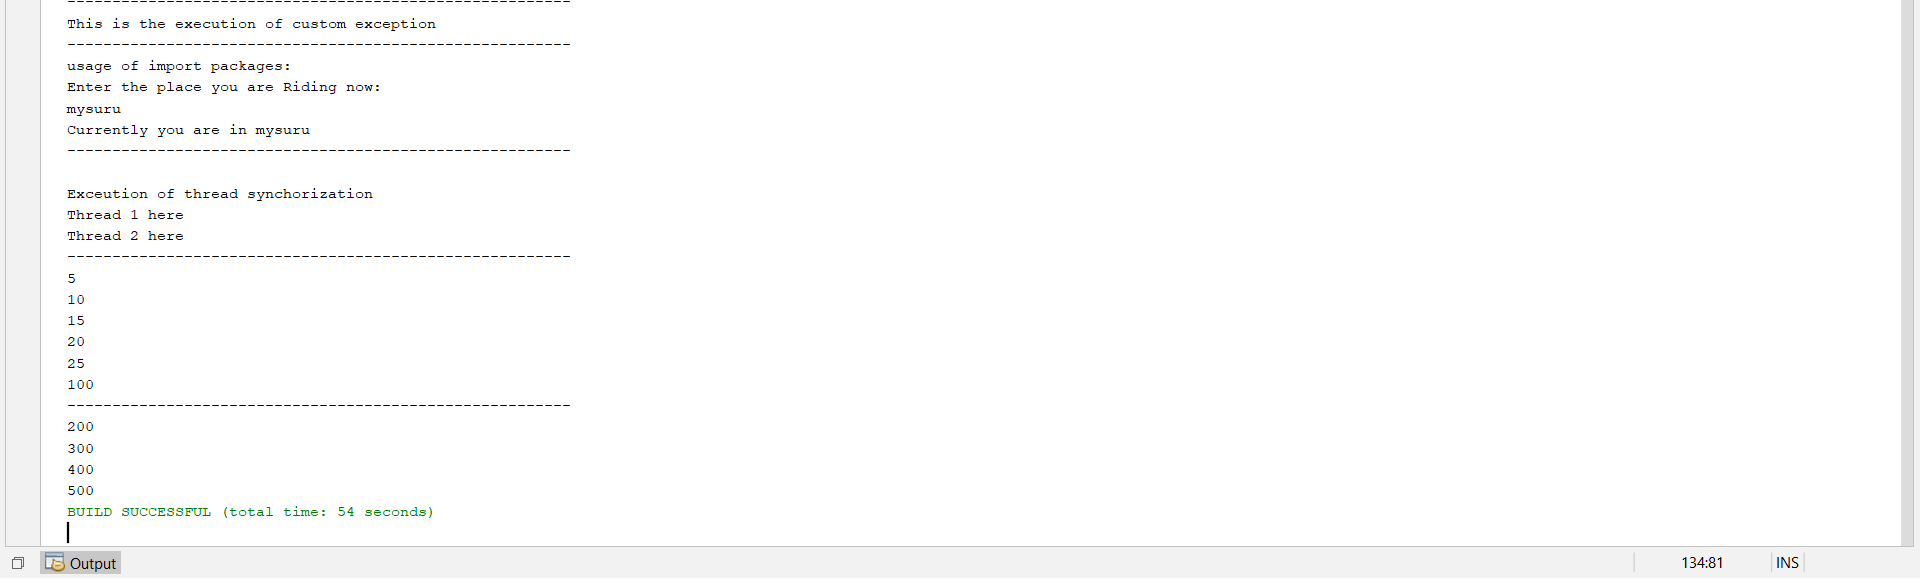 --------------------------------------------------------
This is the execution of custom exception
--------------------------------------------------------
usage of import packages:
Enter the place you are Riding now:
mysuru
Currently you are in mysuru
--------------------------------------------------------
Exceution of thread synchorization
Thread 1 here
Thread 2 here
--------------------------------------------------------
5
10
15
20
25
100
--------------------------------------------------------
200
300
400
500
BUILD SUCCESSFUL (total time: 54 seconds)
Output
134:81
INS